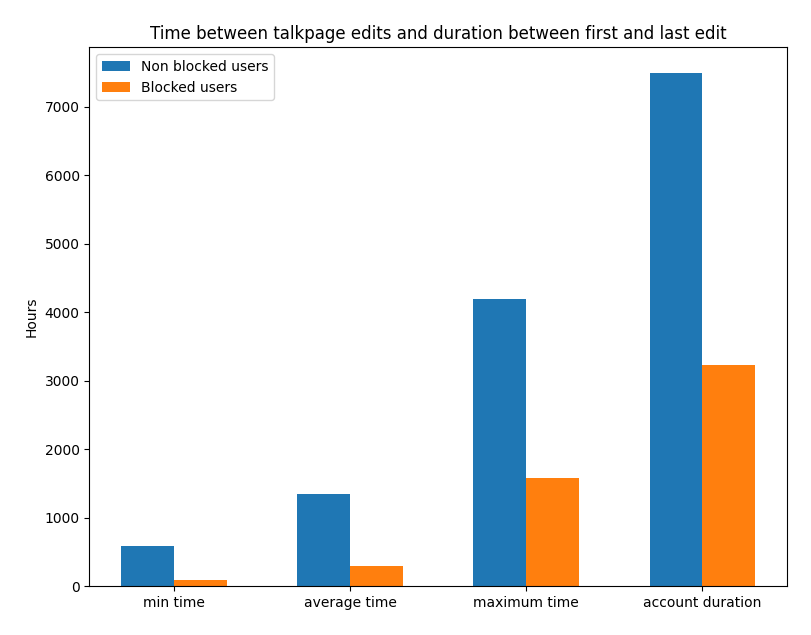 Time between talkpage edits and duration between first and last edit
Non blocked users
Blocked users
Hours
7000
6000
5000
4000
3000
2000
1000
0
min time
average time
maximum time
account duration